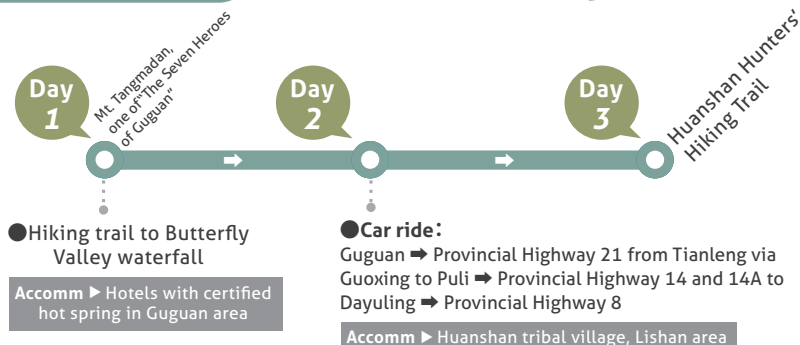 Day
1
Mt. Tangmadan,
one of "The Seven Heroes
of Guguan"
Day
2
Day
3
Huanshan Hunters'
Hiking Trail
➡
➡
●Hiking trail to Butterfly
Valley waterfall
Accomm ▶ Hotels with certified
hot spring in Guguan area
●Car ride：
Guguan ➡ Provincial Highway 21 from Tianleng via
Guoxing to Puli ➡ Provincial Highway 14 and 14A to
Dayuling ➡ Provincial Highway 8
Accomm ▶ Huanshan tribal village, Lishan area